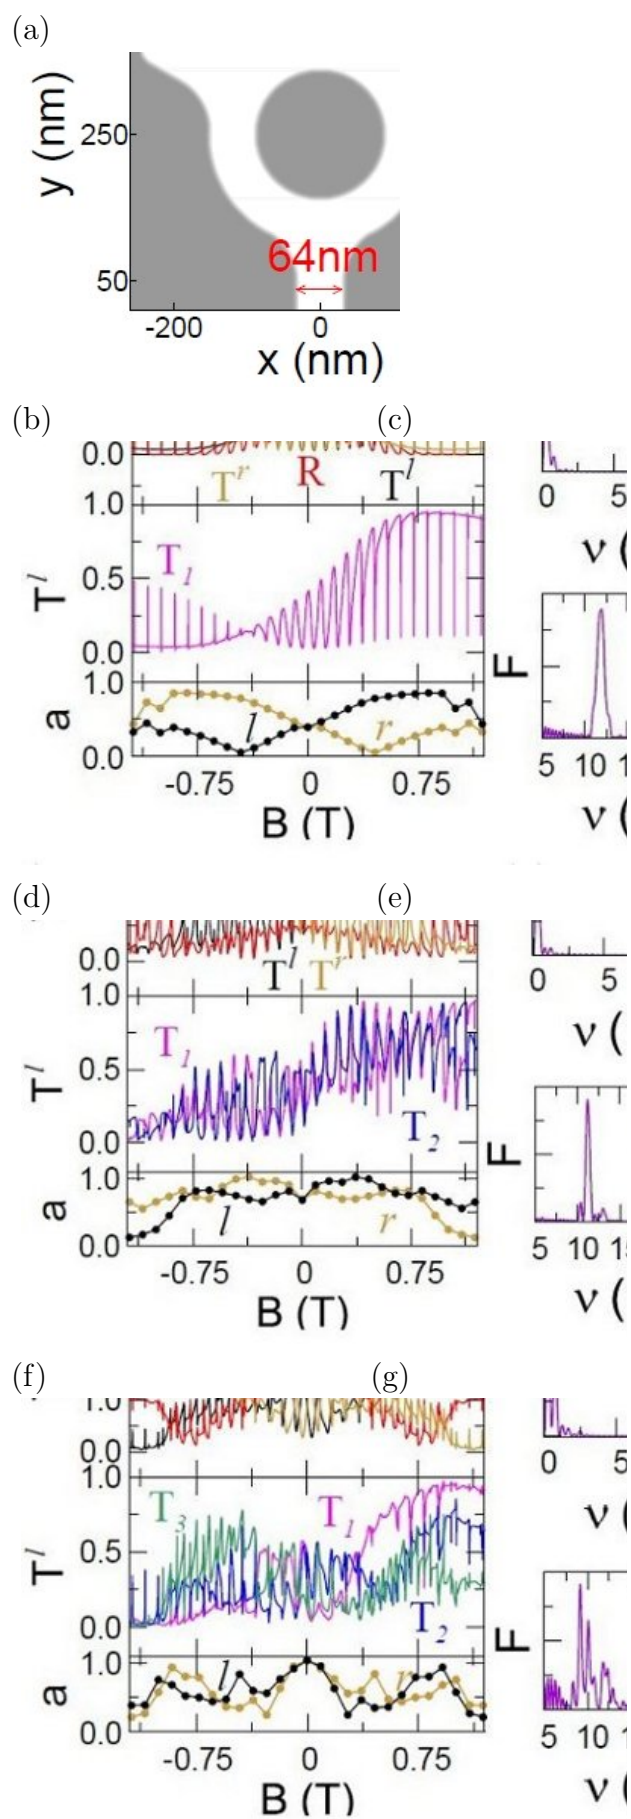 (a)
y (nm)
250
50
64nm
-200 0
x (nm)
(b) (c)
0.0
T^r R T^l
0 5
ν (
1.0
T_1
T^l 0.5
0.0
F
5 10 1
ν (
1.0
a
l r
0.0
-0.75 0 0.75
B (T)
(d) (e)
0.0
T^l T^r
0 5
ν (
1.0
T_1
T^l 0.5
T_2
0.0
F
5 10 15
ν (
1.0
a
l r
0.0
-0.75 0 0.75
B (T)
(f) (g)
1.0
0.0
0 5
ν (
1.0
T_3 T_1
T^l 0.5
T_2
0.0
F
5 10 1
ν (
1.0
a
l r
0.0
-0.75 0 0.75
B (T)